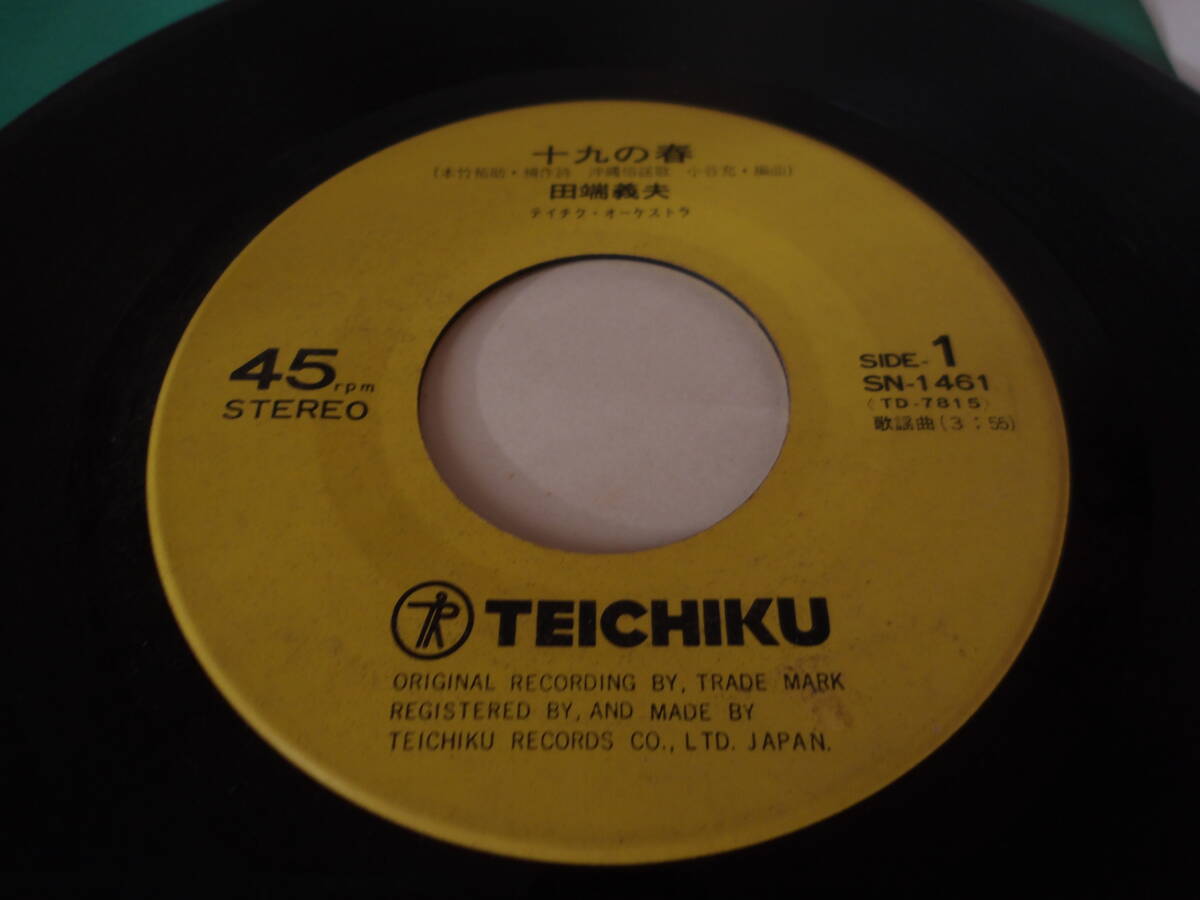 十九の春
(本竹裕助・補作詩 沖縄俗謡歌 小谷充・編曲)
田端義夫
テイチク・オーケストラ
45rpm
STEREO
SIDE-1
SN-1461
(TD-7815)
歌謡曲(3:55)
TEICHIKU
ORIGINAL RECORDING BY, TRADE MARK
REGISTERED BY, AND MADE BY
TEICHIKU RECORDS CO., LTD. JAPAN.